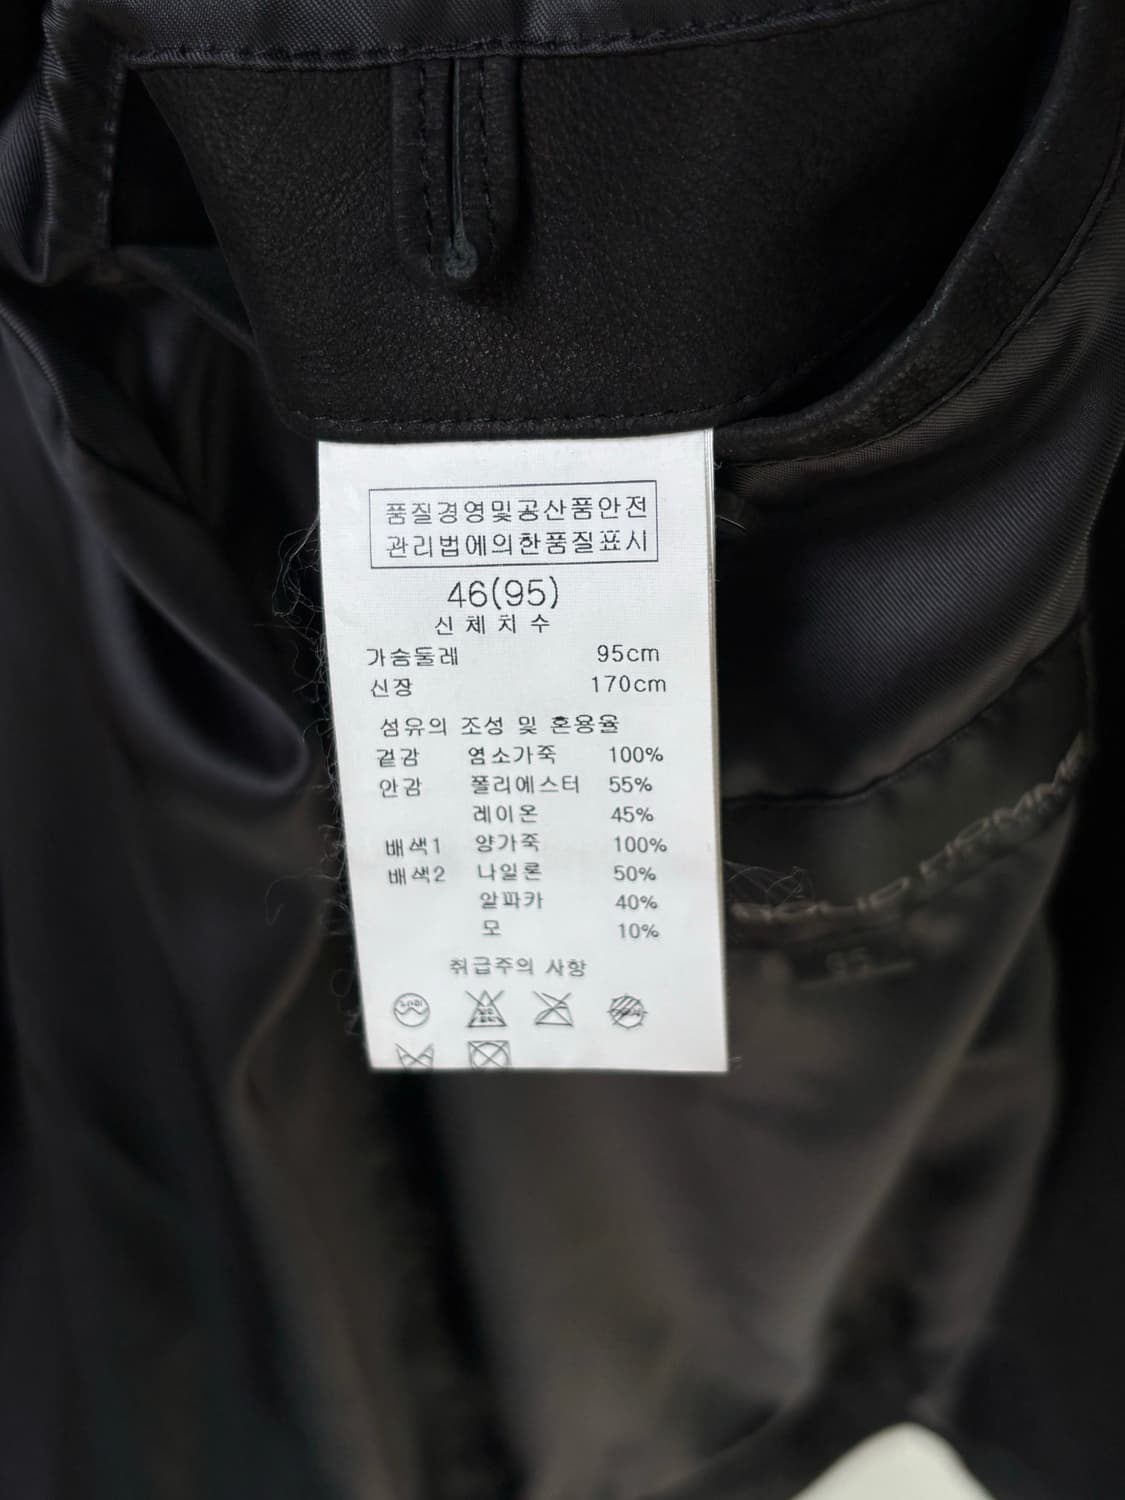 품질경영및공산품안전
관리법에의한품질표시
46(95)
신체치수
가슴둘레 95cm
신장 170cm
섬유의 조성 및 혼용율
겉감 염소가죽 100%
안감 폴리에스터 55%
레이온 45%
배색1 양가죽 100%
배색2 나일론 50%
알파카 40%
모 10%
취급주의 사항
SOLID HOMME
95